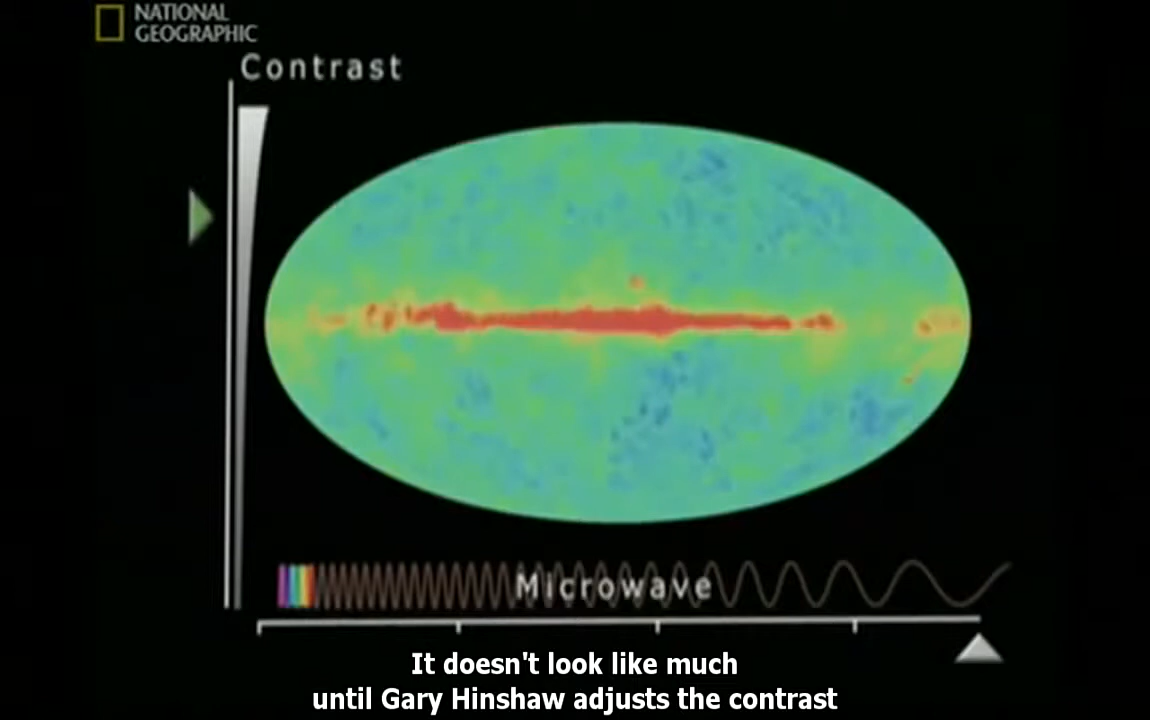 NATIONAL
GEOGRAPHIC
Contrast
Microwave
It doesn't look like much
until Gary Hinshaw adjusts the contrast